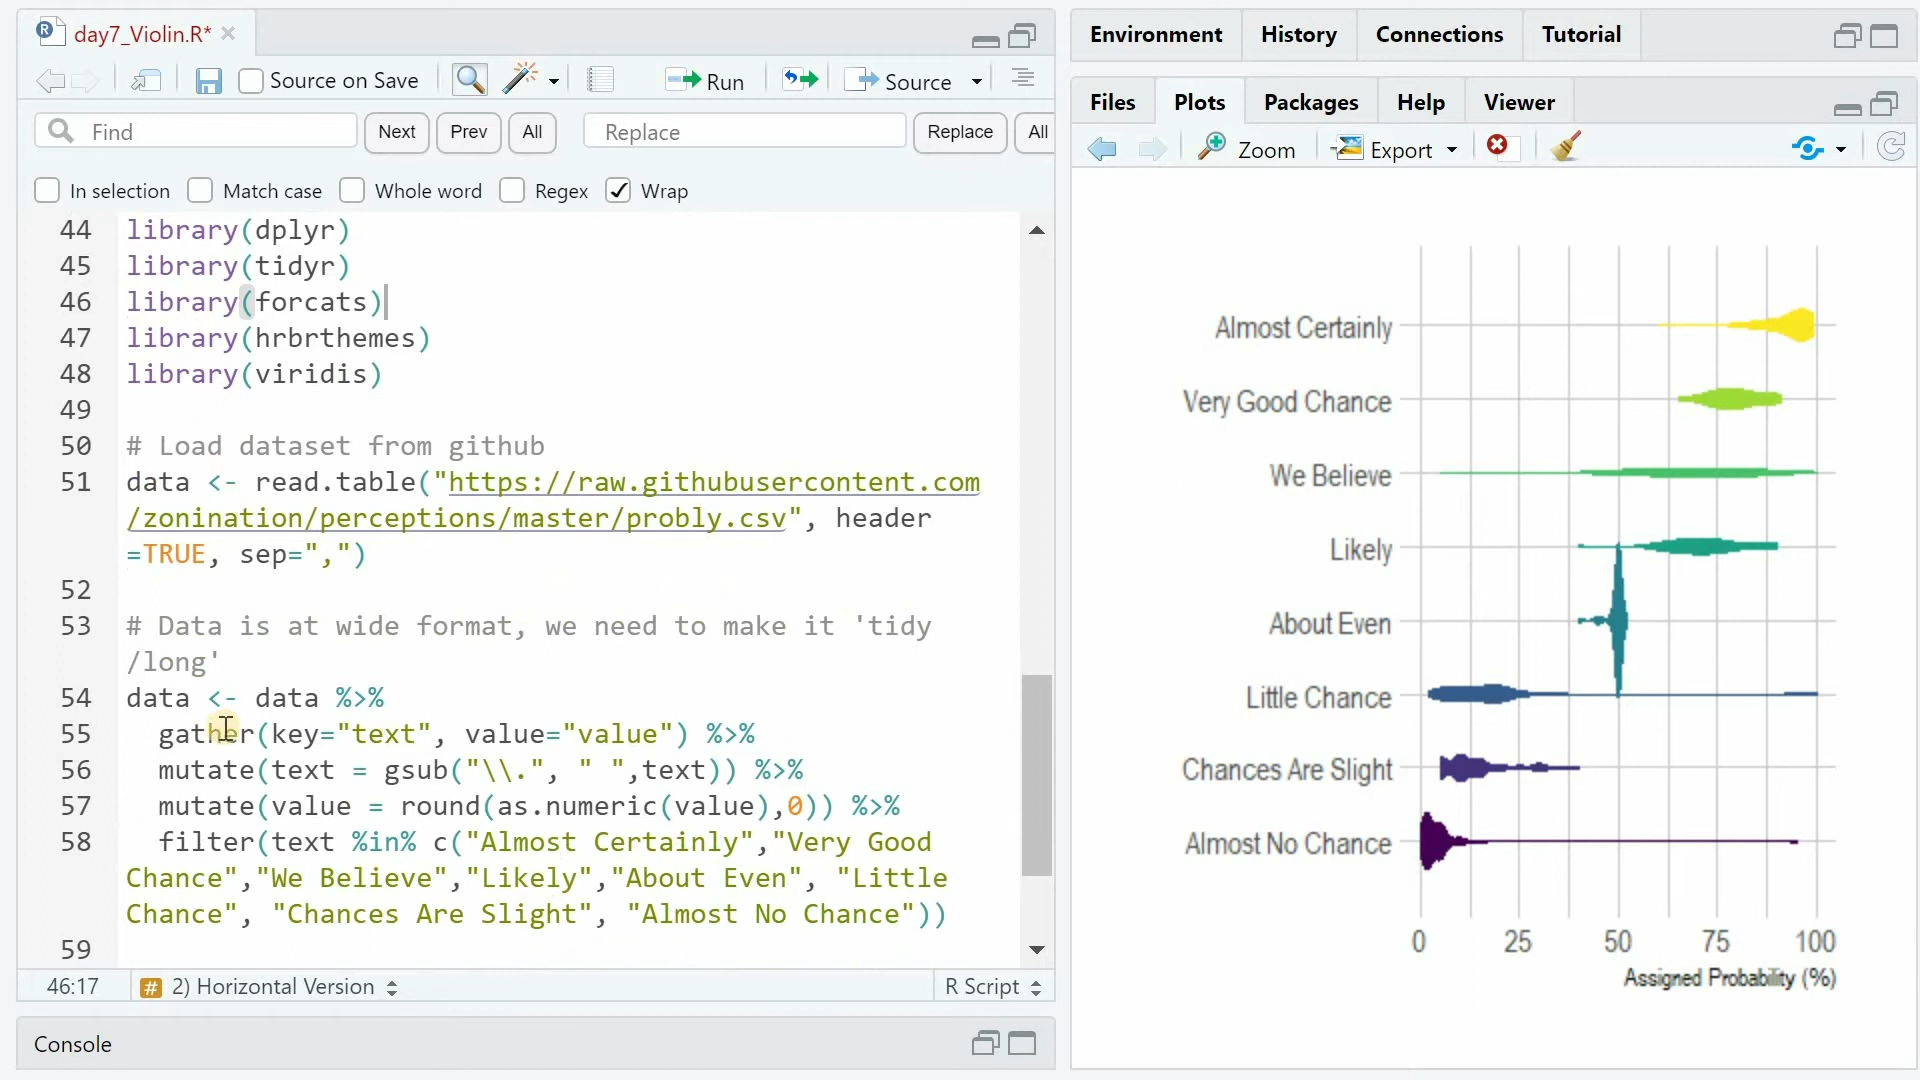 day7_Violin.R*
Source on Save
Run
Source
Find
Next
Prev
All
Replace
Replace
All
In selection
Match case
Whole word
Regex
Wrap
44 library(dplyr)
45 library(tidyr)
46 library(forcats)
47 library(hrbrthemes)
48 library(viridis)
49
50 # Load dataset from github
51 data <- read.table("https://raw.githubusercontent.com
/zonination/perceptions/master/probly.csv", header
=TRUE, sep=",")
52
53 # Data is at wide format, we need to make it 'tidy
/long'
54 data <- data %>%
55 gather(key="text", value="value") %>%
56 mutate(text = gsub("\\.", " ",text)) %>%
57 mutate(value = round(as.numeric(value),0)) %>%
58 filter(text %in% c("Almost Certainly","Very Good
Chance","We Believe","Likely","About Even", "Little
Chance", "Chances Are Slight", "Almost No Chance"))
59
46:17
# 2) Horizontal Version
R Script
Console
Environment
History
Connections
Tutorial
Files
Plots
Packages
Help
Viewer
Zoom
Export
Almost Certainly
Very Good Chance
We Believe
Likely
About Even
Little Chance
Chances Are Slight
Almost No Chance
0 25 50 75 100
Assigned Probability (%)